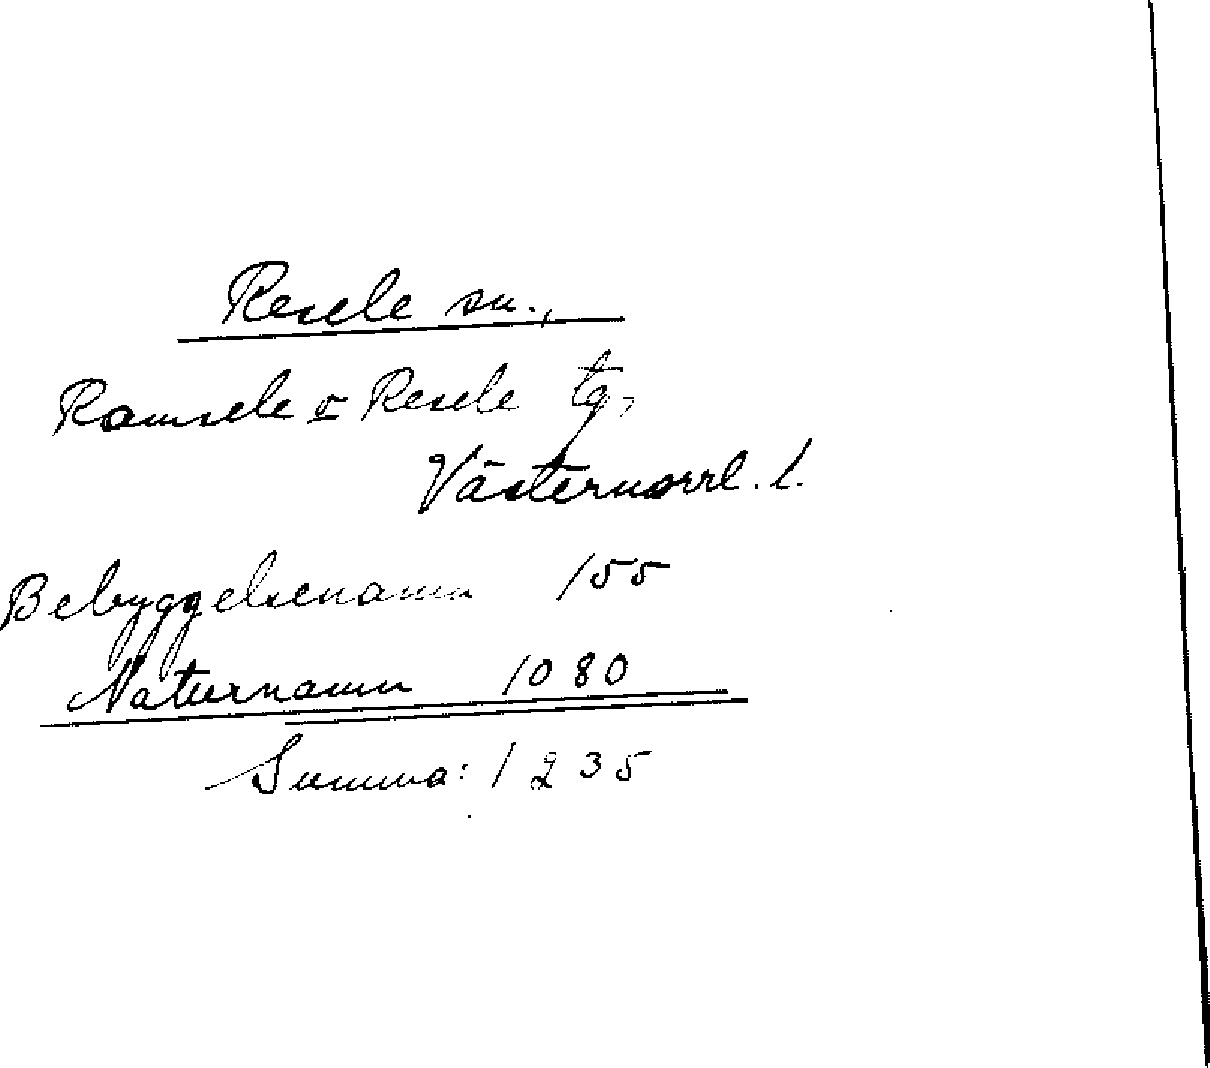 Resele sn.,
Ramsele o Resele tg,
Västernorrl. l.
Bebyggelsenamn 155
Naturnamn 1080
Summa: 1235